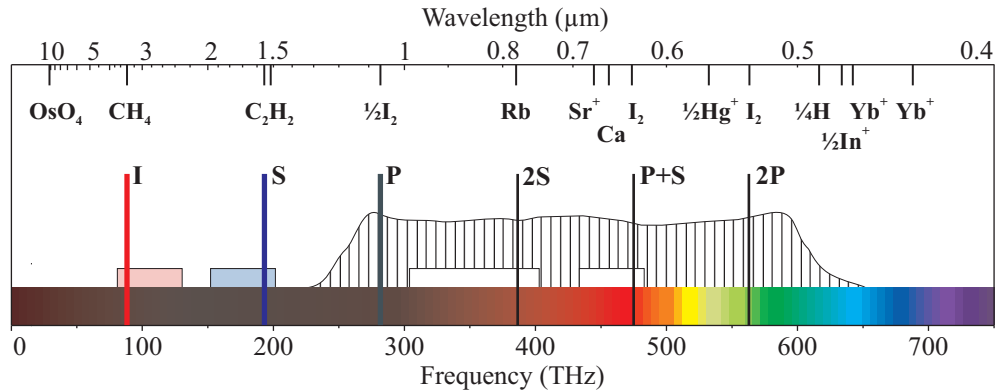 Wavelength (µm)
10 5 3 2 1.5 1 0.8 0.7 0.6 0.5 0.4
OsO₄ CH₄ C₂H₂ ½I₂ Rb Sr⁺ I₂ ½Hg⁺ I₂ ¼H Yb⁺ Yb⁺
Ca ½In⁺
I S P 2S P+S 2P
0 100 200 300 400 500 600 700
Frequency (THz)